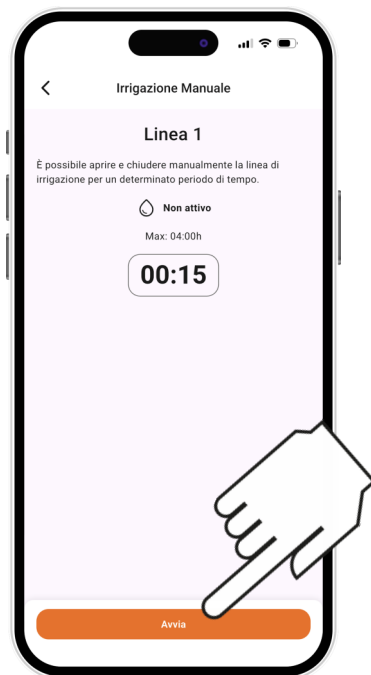 Irrigazione Manuale
Linea 1
È possibile aprire e chiudere manualmente la linea di
irrigazione per un determinato periodo di tempo.
Non attivo
Max: 04:00h
00:15
Avvia